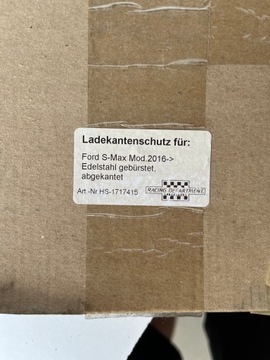 Ladekantenschutz für:
Ford S-Max Mod.2016->
Edelstahl gebürstet,
abgekantet
Art.-Nr HS-1717415
RACING DEPARTMENT